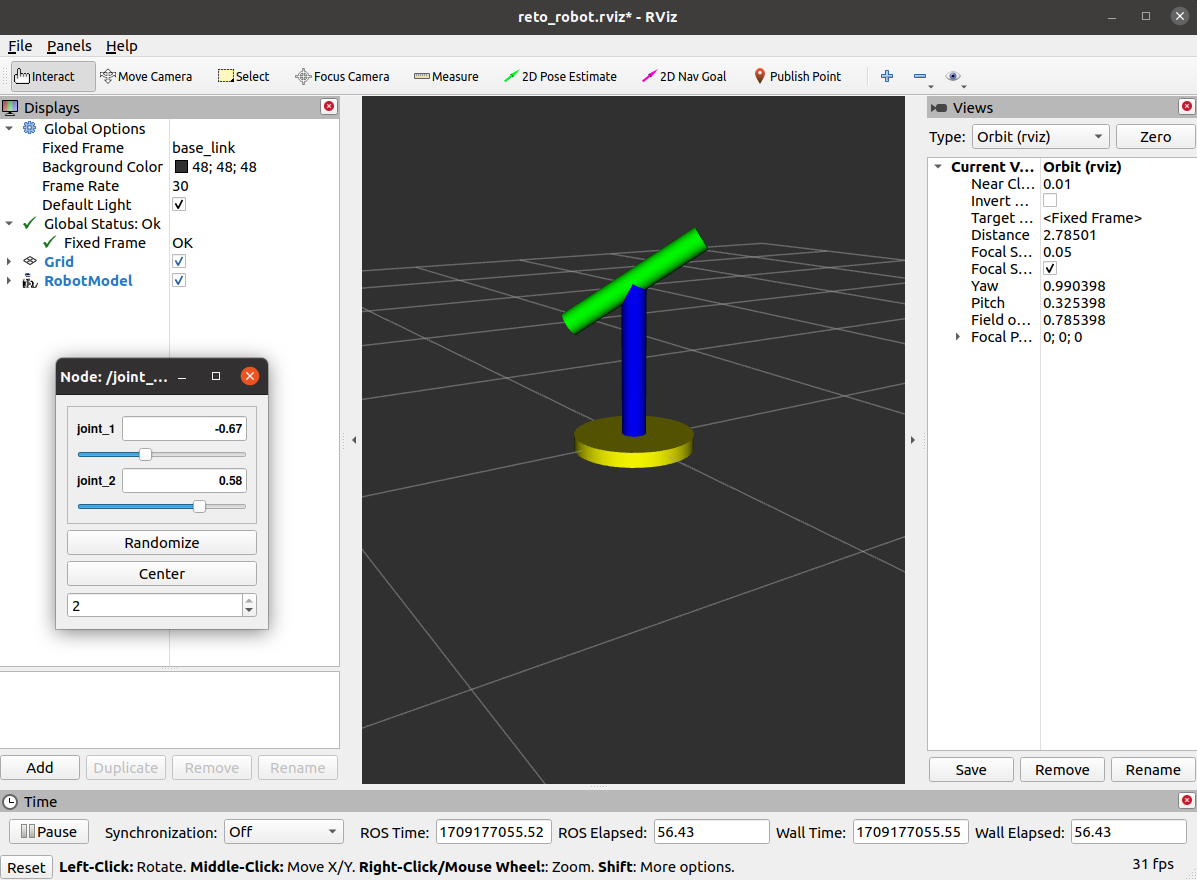 reto_robot.rviz* - RViz
File Panels Help
Interact Move Camera Select Focus Camera Measure 2D Pose Estimate 2D Nav Goal Publish Point
Displays
Global Options
Fixed Frame base_link
Background Color 48; 48; 48
Frame Rate 30
Default Light
Global Status: Ok
Fixed Frame OK
Grid
RobotModel
Node: /joint_...
joint_1 -0.67
joint_2 0.58
Randomize
Center
2
Add Duplicate Remove Rename
Views
Type: Orbit (rviz) Zero
Current V... Orbit (rviz)
Near Cl... 0.01
Invert ...
Target ... <Fixed Frame>
Distance 2.78501
Focal S... 0.05
Focal S...
Yaw 0.990398
Pitch 0.325398
Field o... 0.785398
Focal P... 0; 0; 0
Save Remove Rename
Time
Pause Synchronization: Off ROS Time: 1709177055.52 ROS Elapsed: 56.43 Wall Time: 1709177055.55 Wall Elapsed: 56.43
Reset Left-Click: Rotate. Middle-Click: Move X/Y. Right-Click/Mouse Wheel:: Zoom. Shift: More options. 31 fps